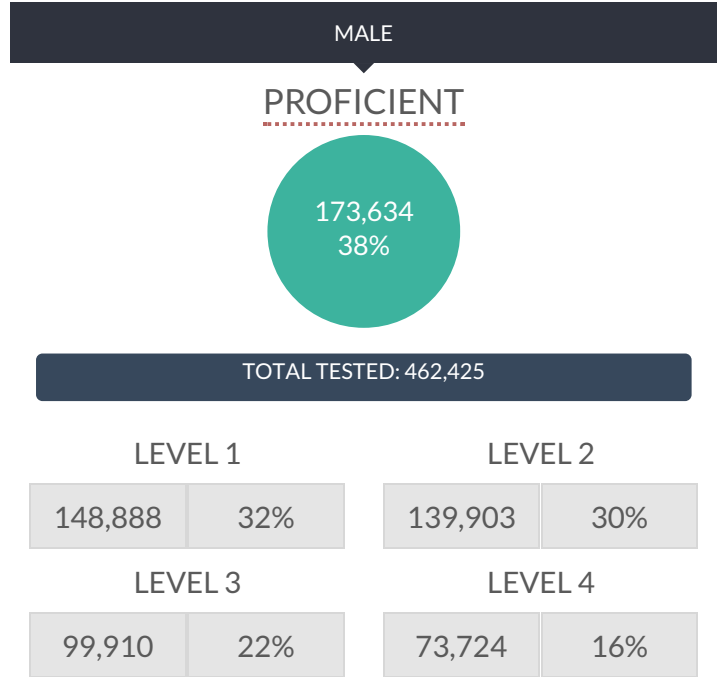 MALE
PROFICIENT
173,634
38%
TOTAL TESTED: 462,425
LEVEL 1
148,888 32%
LEVEL 2
139,903 30%
LEVEL 3
99,910 22%
LEVEL 4
73,724 16%